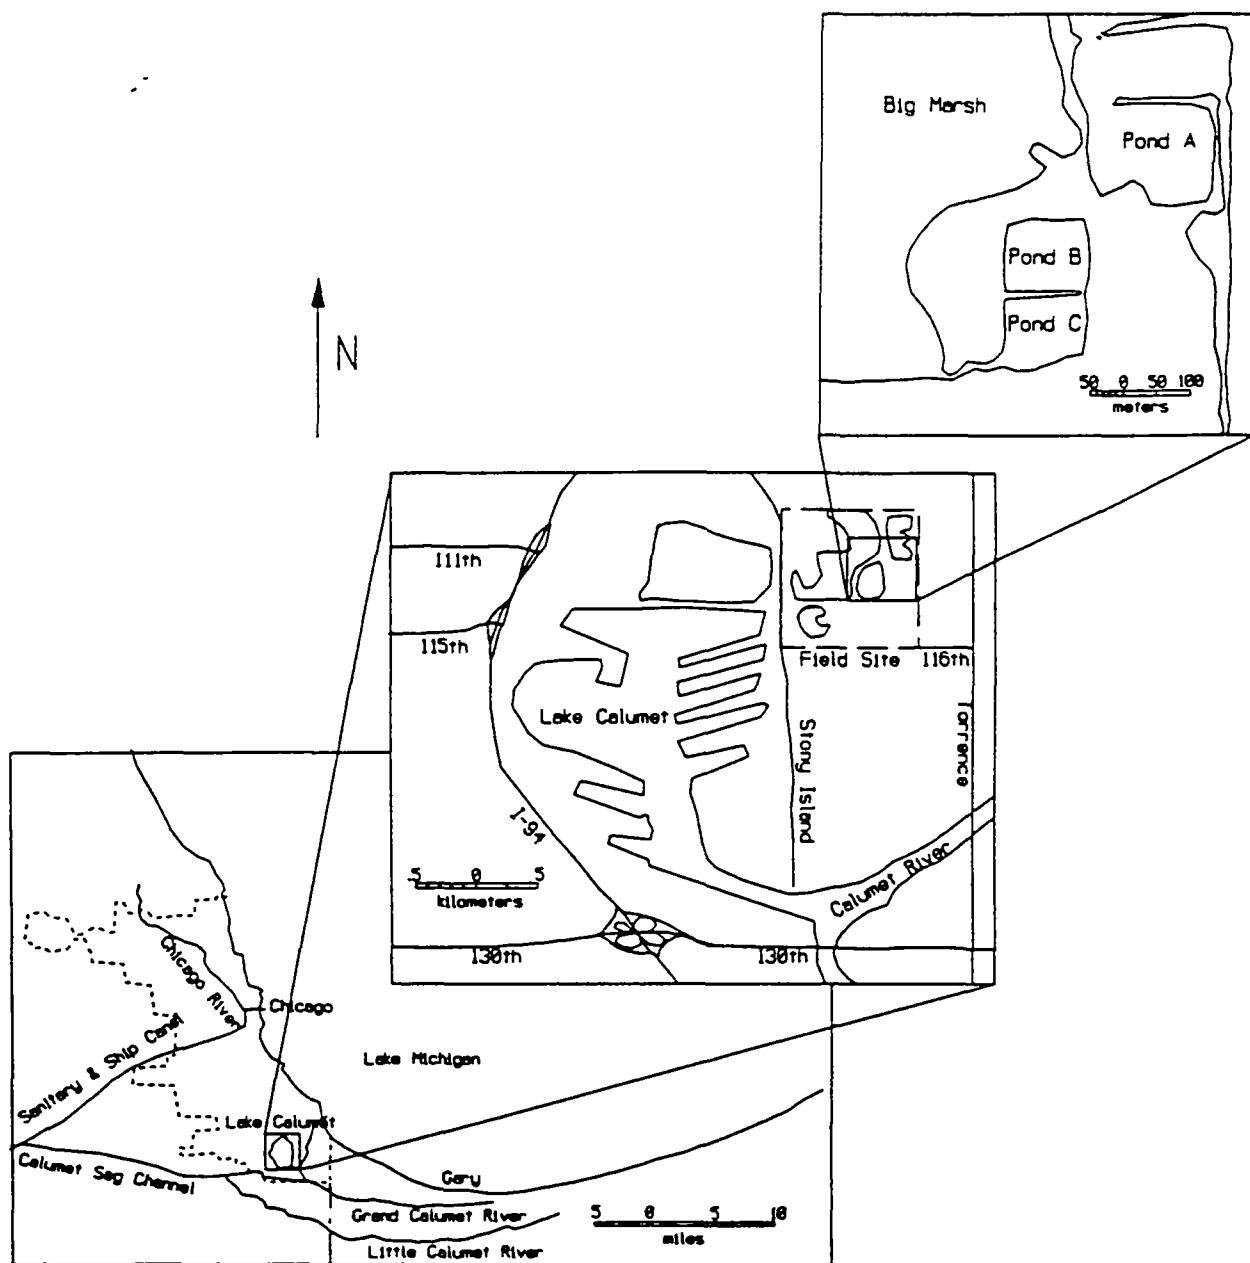 Big Marsh
Pond A
Pond B
Pond C
50 0 50 100
meters
N
111th
115th
Field Site 116th
Lake Calumet
Stony Island
Torrence
I-94
.5 0 .5
kilometers
Calumet River
130th
130th
Chicago River
Chicago
Sanitary & Ship Canal
Lake Michigan
Lake Calumet
Calumet Sag Channel
Gary
Grand Calumet River
Little Calumet River
5 0 5 10
miles